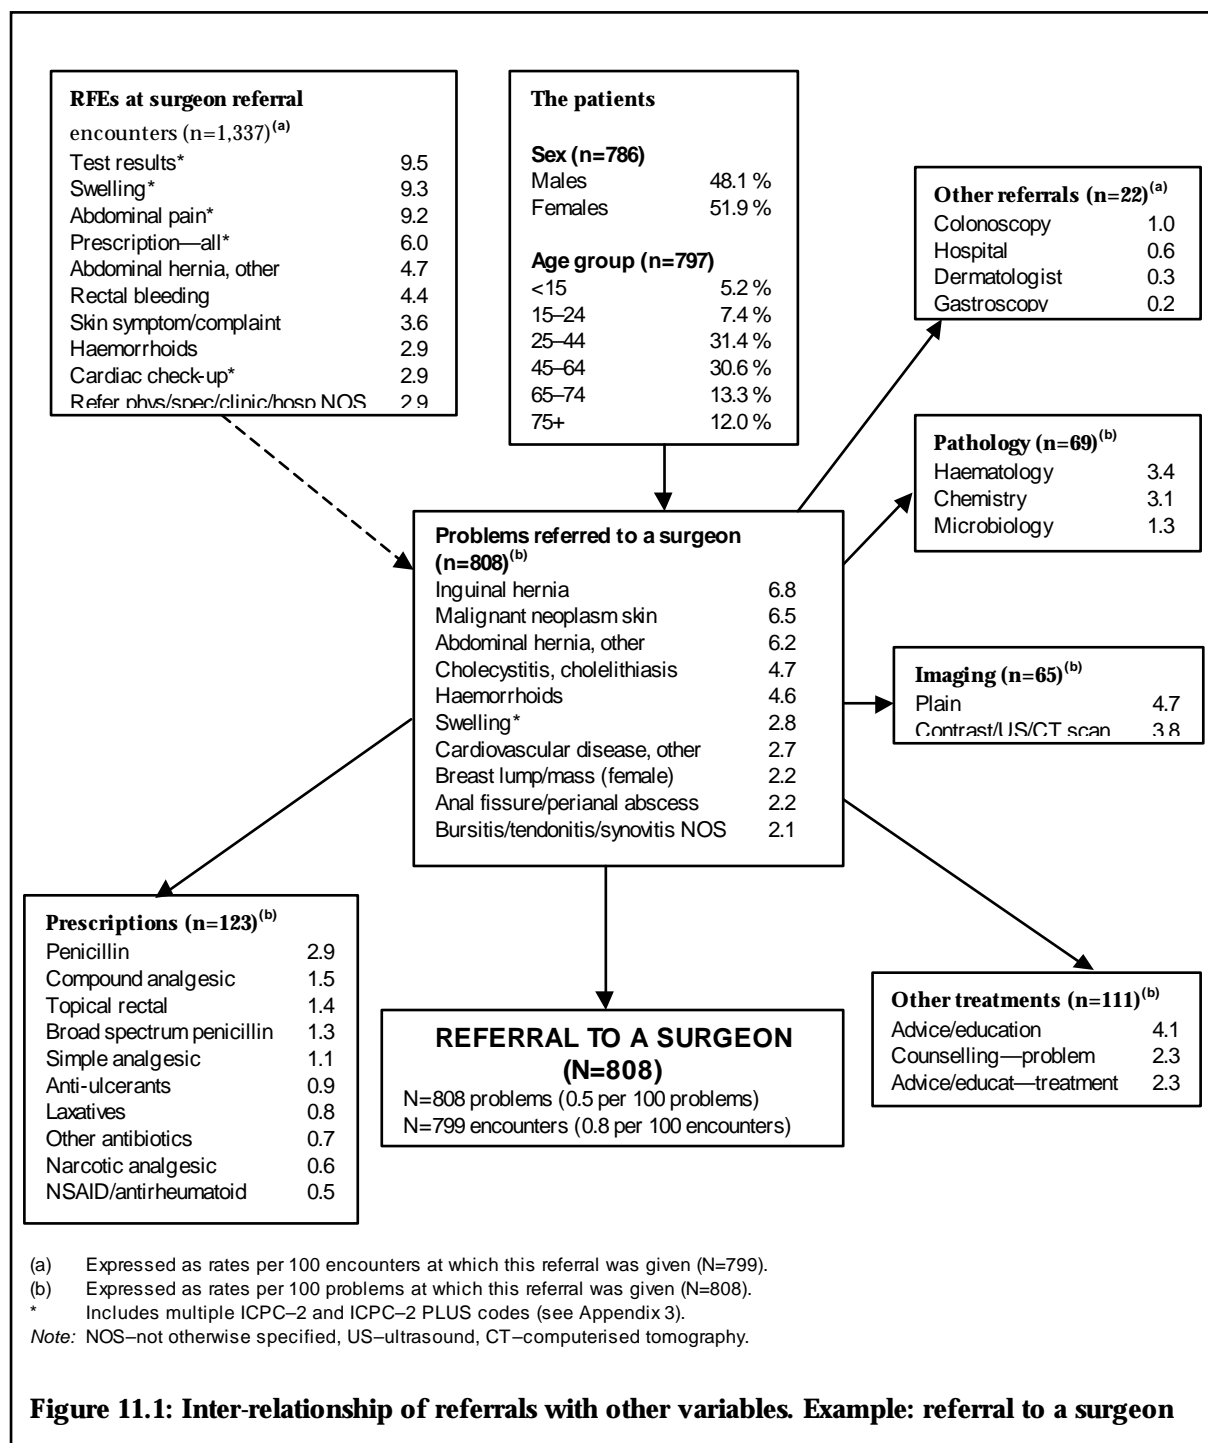 RFEs at surgeon referral
encounters (n=1,337)(a)
Test results* 9.5
Swelling* 9.3
Abdominal pain* 9.2
Prescription—all* 6.0
Abdominal hernia, other 4.7
Rectal bleeding 4.4
Skin symptom/complaint 3.6
Haemorrhoids 2.9
Cardiac check-up* 2.9
Refer phys/spec/clinic/hosp NOS 2.9
The patients
Sex (n=786)
Males 48.1 %
Females 51.9 %
Age group (n=797)
<15 5.2 %
15–24 7.4 %
25–44 31.4 %
45–64 30.6 %
65–74 13.3 %
75+ 12.0 %
Other referrals (n=22)(a)
Colonoscopy 1.0
Hospital 0.6
Dermatologist 0.3
Gastroscopy 0.2
Pathology (n=69)(b)
Haematology 3.4
Chemistry 3.1
Microbiology 1.3
Problems referred to a surgeon
(n=808)(b)
Inguinal hernia 6.8
Malignant neoplasm skin 6.5
Abdominal hernia, other 6.2
Cholecystitis, cholelithiasis 4.7
Haemorrhoids 4.6
Swelling* 2.8
Cardiovascular disease, other 2.7
Breast lump/mass (female) 2.2
Anal fissure/perianal abscess 2.2
Bursitis/tendonitis/synovitis NOS 2.1
Imaging (n=65)(b)
Plain 4.7
Contrast/US/CT scan 3.8
Prescriptions (n=123)(b)
Penicillin 2.9
Compound analgesic 1.5
Topical rectal 1.4
Broad spectrum penicillin 1.3
Simple analgesic 1.1
Anti-ulcerants 0.9
Laxatives 0.8
Other antibiotics 0.7
Narcotic analgesic 0.6
NSAID/antirheumatoid 0.5
REFERRAL TO A SURGEON
(N=808)
N=808 problems (0.5 per 100 problems)
N=799 encounters (0.8 per 100 encounters)
Other treatments (n=111)(b)
Advice/education 4.1
Counselling—problem 2.3
Advice/educat—treatment 2.3
(a) Expressed as rates per 100 encounters at which this referral was given (N=799).
(b) Expressed as rates per 100 problems at which this referral was given (N=808).
* Includes multiple ICPC–2 and ICPC–2 PLUS codes (see Appendix 3).
Note: NOS–not otherwise specified, US–ultrasound, CT–computerised tomography.
Figure 11.1: Inter-relationship of referrals with other variables. Example: referral to a surgeon